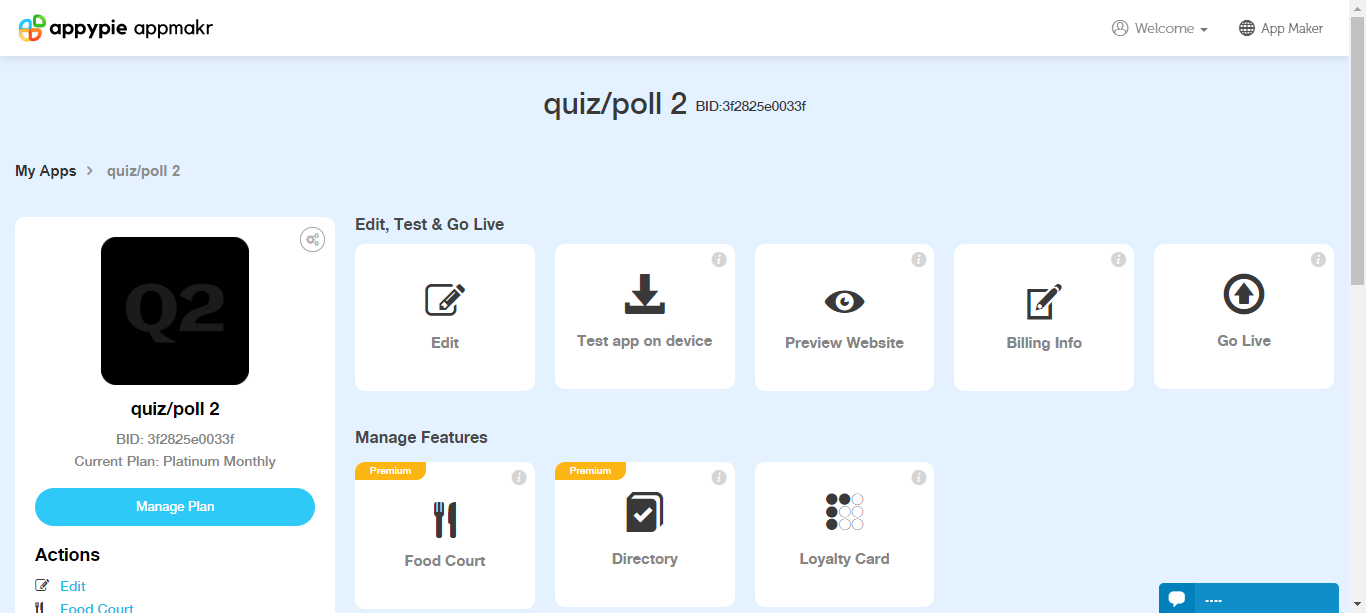 appypie appmakr
Welcome
App Maker
quiz/poll 2 BID:3f2825e0033f
My Apps > quiz/poll 2
Q2
quiz/poll 2
BID: 3f2825e0033f
Current Plan: Platinum Monthly
Manage Plan
Actions
Edit
Food Court
Edit, Test & Go Live
Edit
Test app on device
Preview Website
Billing Info
Go Live
Manage Features
Premium
Food Court
Premium
Directory
Loyalty Card
----